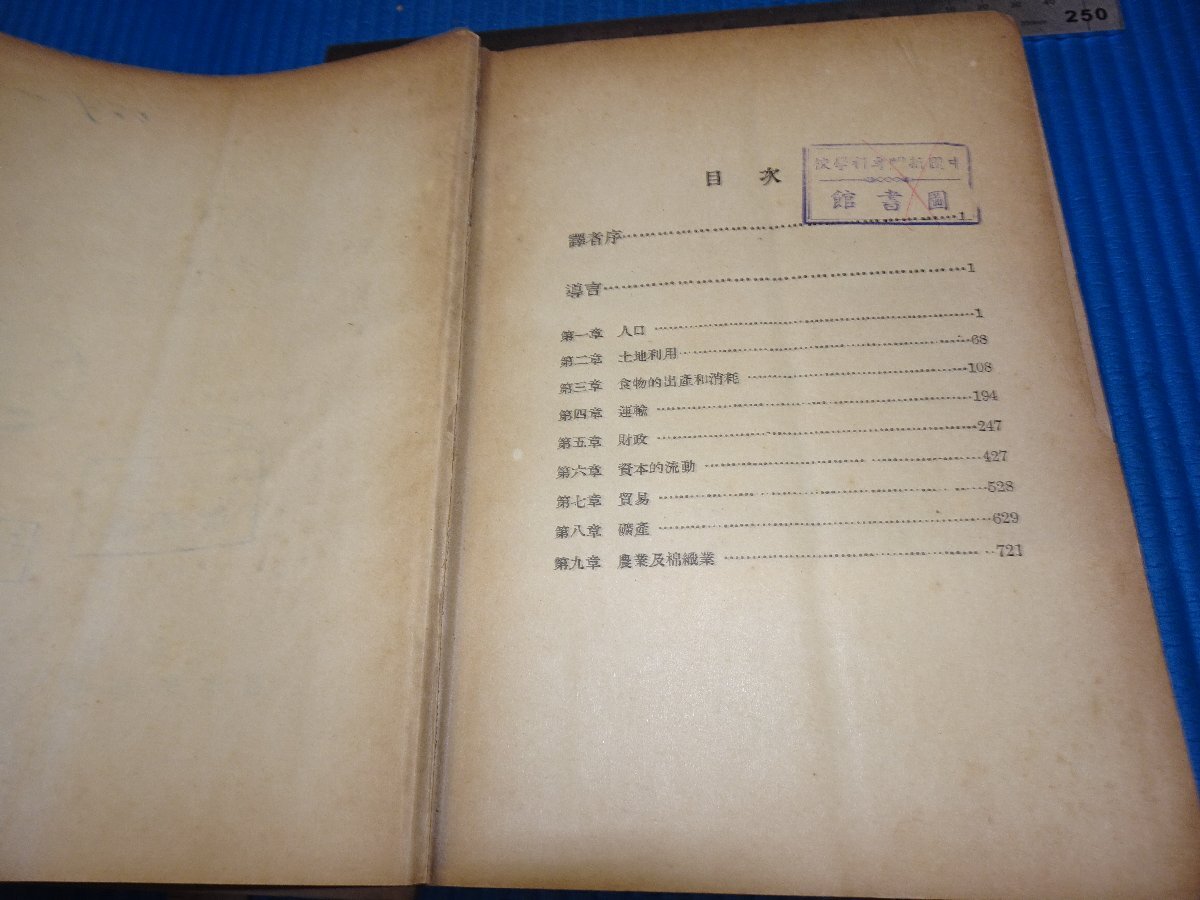 目 次
圖書館
譯者序……1
導言……1
第一章 人口……1
第二章 土地利用……68
第三章 食物的出產和消耗……108
第四章 運輸……194
第五章 財政……247
第六章 資本的流動……427
第七章 貿易……528
第八章 礦產……629
第九章 農業及棉織業……721
250